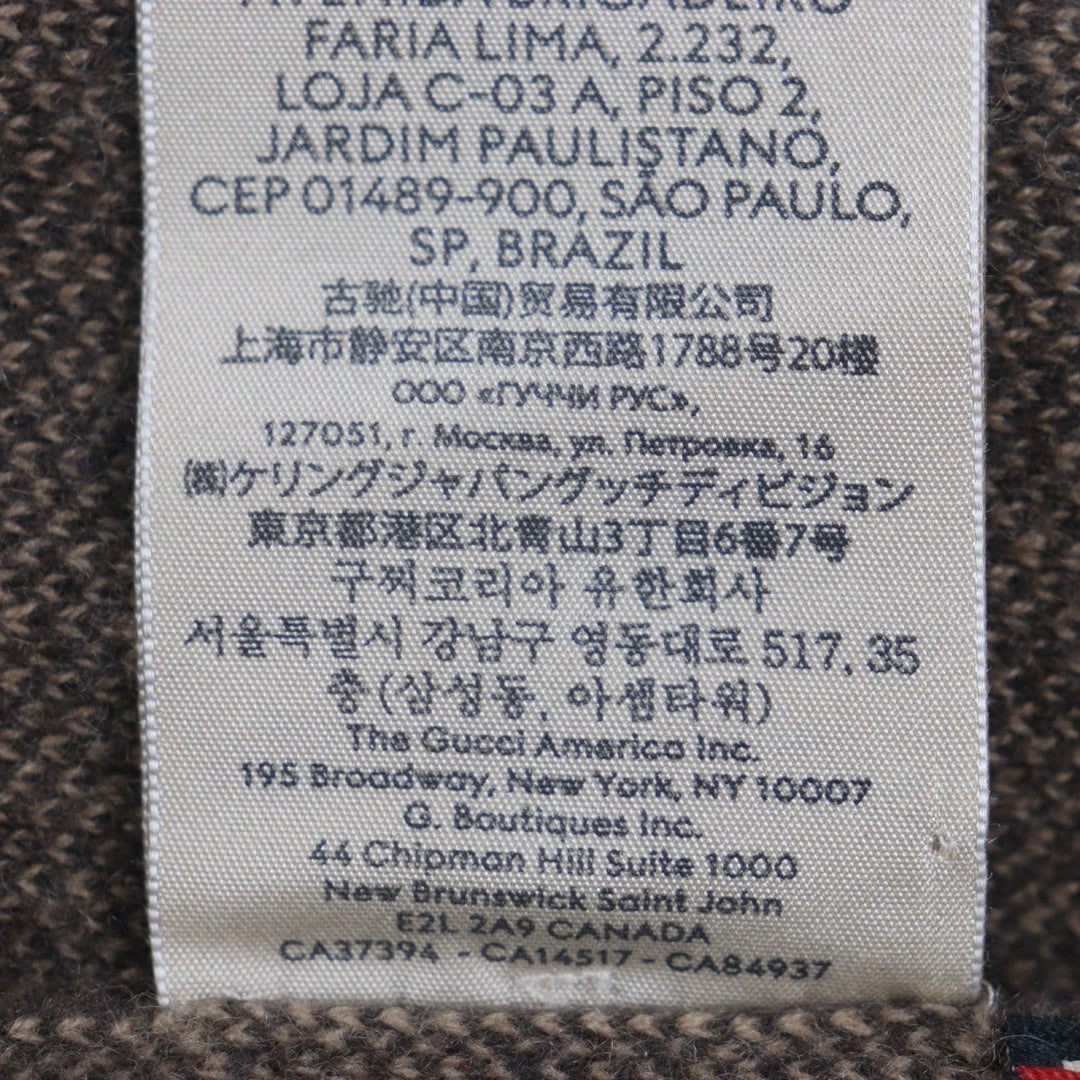 AVENIDA BRIGADEIRO
FARIA LIMA, 2.232,
LOJA C-03 A, PISO 2,
JARDIM PAULISTANO,
CEP 01489-900, SÃO PAULO,
SP, BRAZIL
古驰(中国)贸易有限公司
上海市静安区南京西路1788号20楼
ООО «ГУЧЧИ РУС»,
127051, г. Москва, ул. Петровка, 16
㈱ケリングジャパングッチディビジョン
東京都港区北青山3丁目6番7号
구찌코리아 유한회사
서울특별시 강남구 영동대로 517, 35
층(삼성동, 아셈타워)
The Gucci America Inc.
195 Broadway, New York, NY 10007
G. Boutiques Inc.
44 Chipman Hill Suite 1000
New Brunswick Saint John
E2L 2A9 CANADA
CA37394 - CA14517 - CA84937